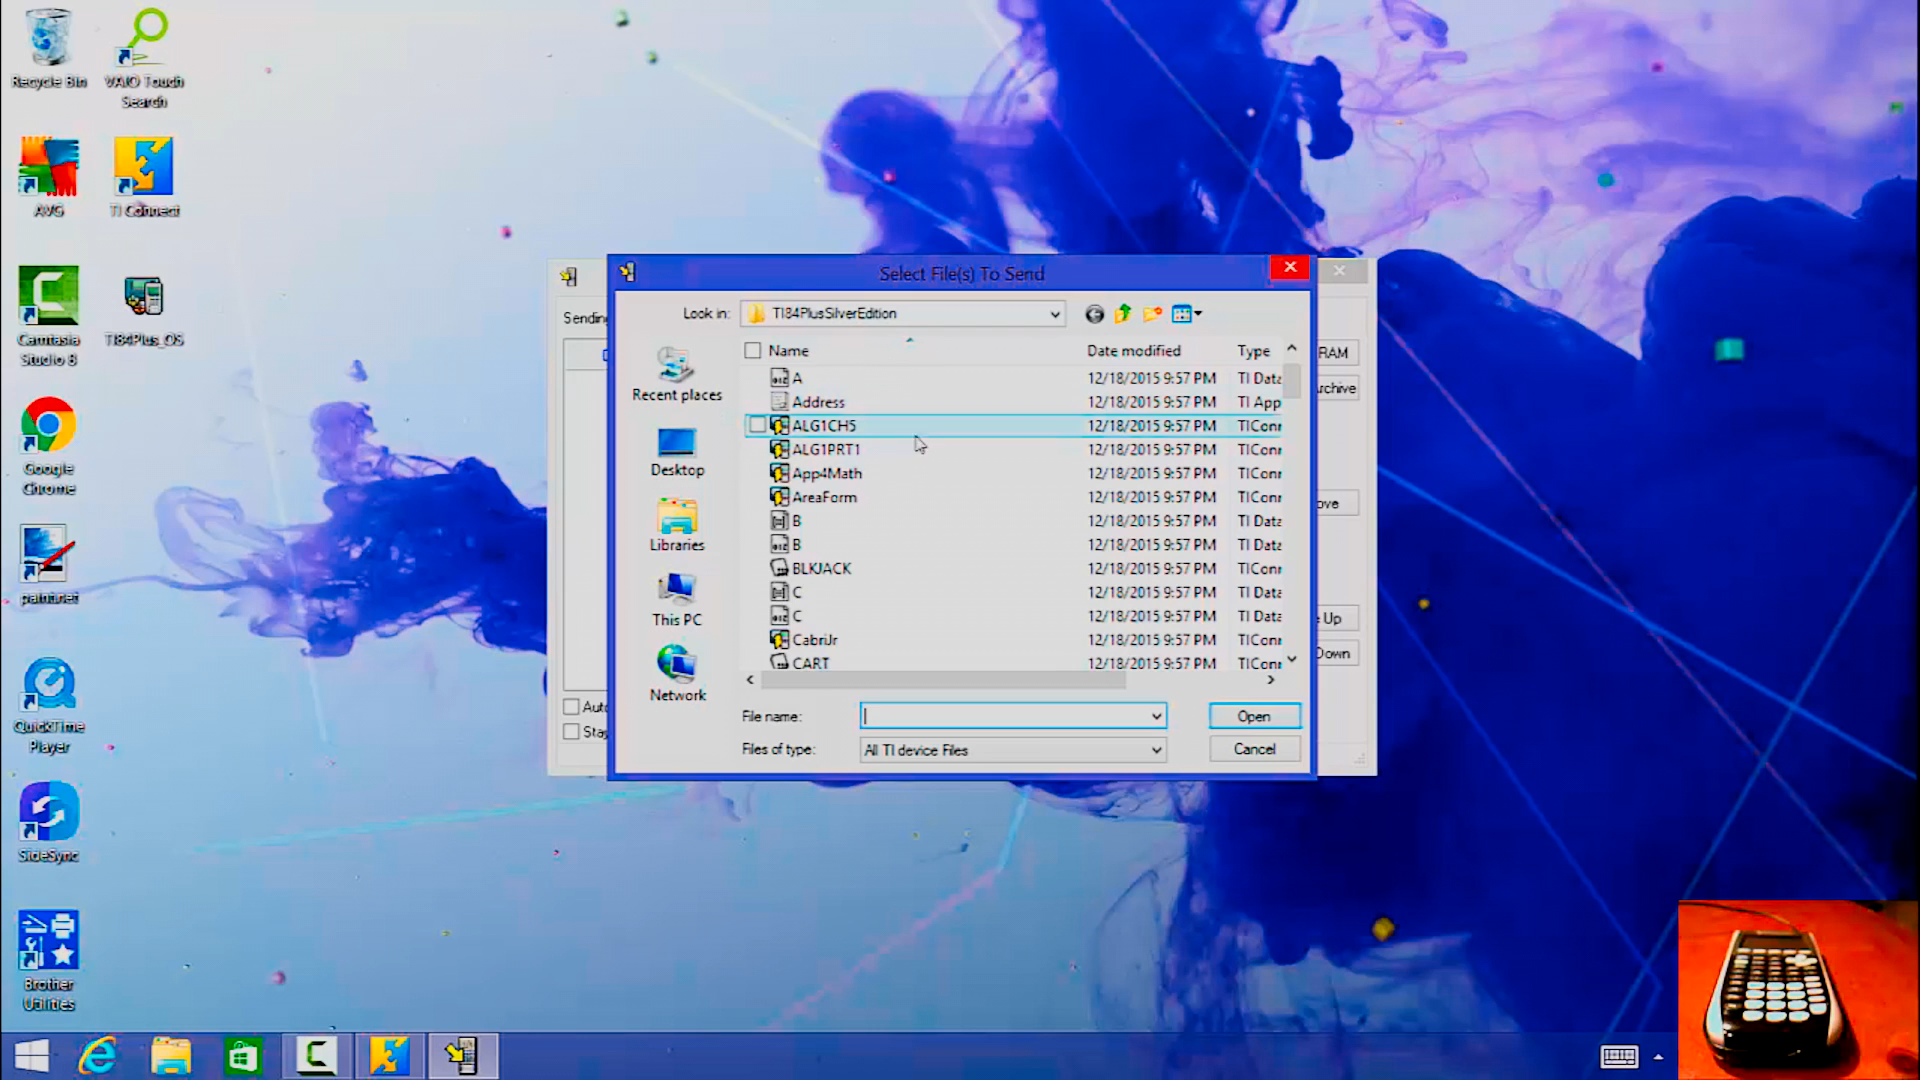 Recycle Bin
VAIO Touch
Search
AVG
TI Connect
Camtasia
Studio 8
TI84Plus_OS
Google
Chrome
paint.net
QuickTime
Player
SideSync
Brother
Utilities
Select File(s) To Send
Sending
Look in:
TI84PlusSilverEdition
Name
Date modified
Type
A
12/18/2015 9:57 PM
TI Data
Address
12/18/2015 9:57 PM
TI App
ALG1CH5
12/18/2015 9:57 PM
TIConn
ALG1PRT1
12/18/2015 9:57 PM
TIConn
App4Math
12/18/2015 9:57 PM
TIConn
AreaForm
12/18/2015 9:57 PM
TIConn
B
12/18/2015 9:57 PM
TI Data
B
12/18/2015 9:57 PM
TI Data
BLKJACK
12/18/2015 9:57 PM
TIConn
C
12/18/2015 9:57 PM
TI Data
C
12/18/2015 9:57 PM
TI Data
CabriJr
12/18/2015 9:57 PM
TIConn
CART
12/18/2015 9:57 PM
TIConn
Recent places
Desktop
Libraries
This PC
Network
File name:
Open
Files of type:
All TI device Files
Cancel
RAM
rchive
ove
e Up
Down
Auto
Stay